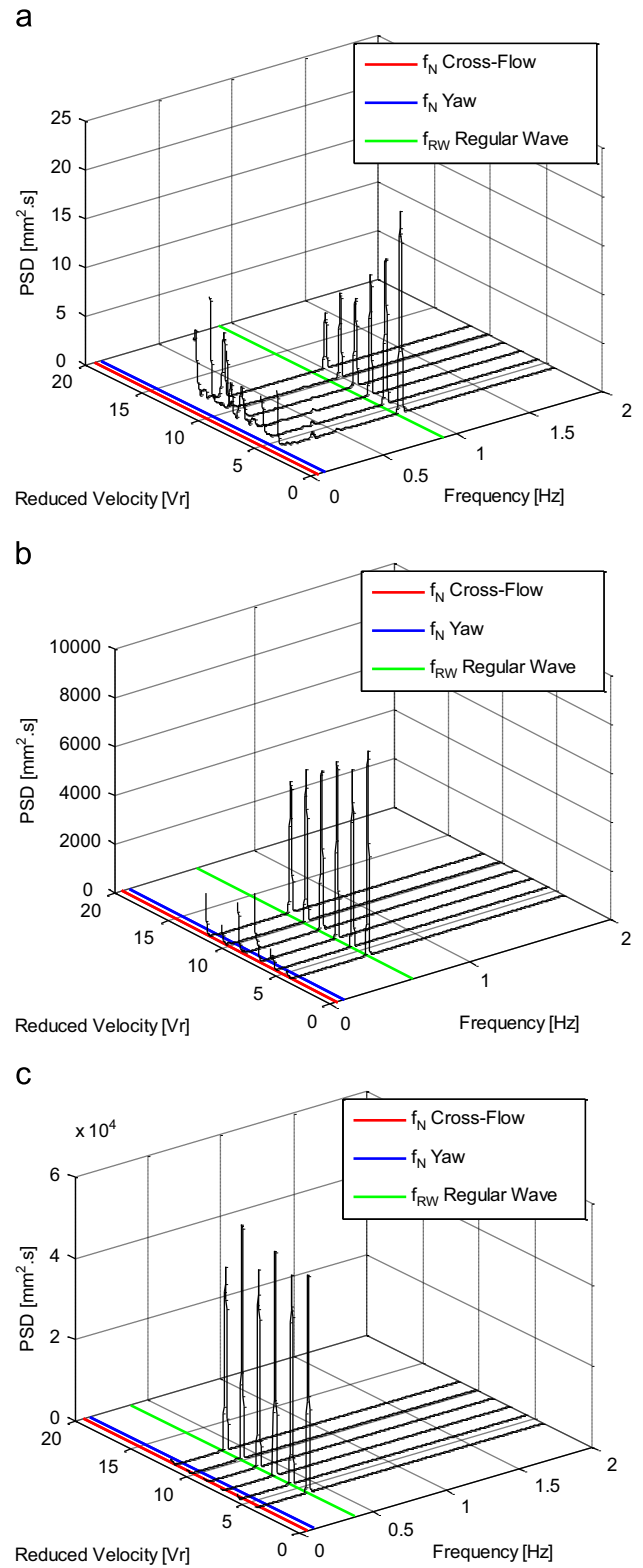 a
f_N Cross-Flow
f_N Yaw
f_RW Regular Wave
25
20
15
10
5
0
PSD [mm².s]
20
15
10
5
0
Reduced Velocity [Vr]
0
0.5
1
1.5
2
Frequency [Hz]
b
f_N Cross-Flow
f_N Yaw
f_RW Regular Wave
10000
8000
6000
4000
2000
0
PSD [mm².s]
20
15
10
5
0
Reduced Velocity [Vr]
0
1
2
Frequency [Hz]
c
x 10⁴
f_N Cross-Flow
f_N Yaw
f_RW Regular Wave
6
4
2
0
PSD [mm².s]
20
15
10
5
0
Reduced Velocity [Vr]
0
0.5
1
1.5
2
Frequency [Hz]